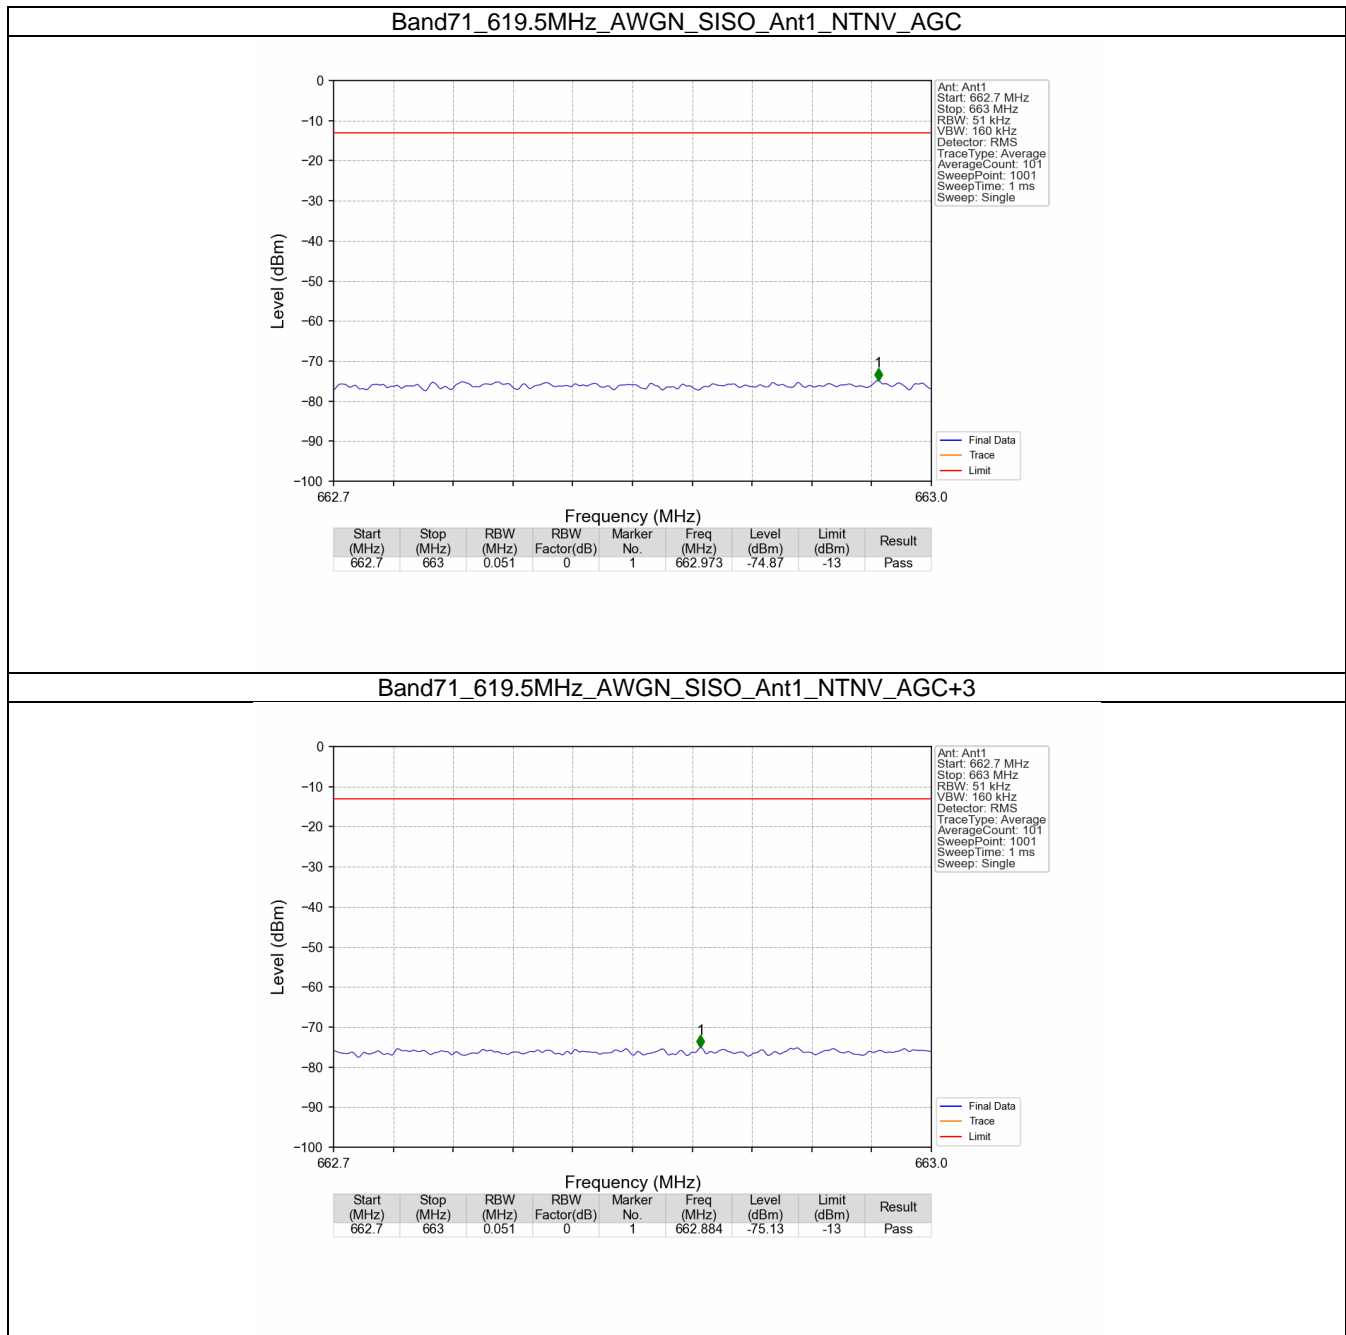 Band71_619.5MHz_AWGN_SISO_Ant1_NTNV_AGC
0
−10
−20
−30
−40
−50
−60
−70
−80
−90
−100
Level (dBm)
1
Ant: Ant1
Start: 662.7 MHz
Stop: 663 MHz
RBW: 51 kHz
VBW: 160 kHz
Detector: RMS
TraceType: Average
AverageCount: 101
SweepPoint: 1001
SweepTime: 1 ms
Sweep: Single
Final Data
Trace
Limit
662.7 663.0
Frequency (MHz)
Start (MHz) Stop (MHz) RBW (MHz) RBW Factor(dB) Marker No. Freq (MHz) Level (dBm) Limit (dBm) Result
662.7 663 0.051 0 1 662.973 -74.87 -13 Pass
Band71_619.5MHz_AWGN_SISO_Ant1_NTNV_AGC+3
0
−10
−20
−30
−40
−50
−60
−70
−80
−90
−100
Level (dBm)
1
Ant: Ant1
Start: 662.7 MHz
Stop: 663 MHz
RBW: 51 kHz
VBW: 160 kHz
Detector: RMS
TraceType: Average
AverageCount: 101
SweepPoint: 1001
SweepTime: 1 ms
Sweep: Single
Final Data
Trace
Limit
662.7 663.0
Frequency (MHz)
Start (MHz) Stop (MHz) RBW (MHz) RBW Factor(dB) Marker No. Freq (MHz) Level (dBm) Limit (dBm) Result
662.7 663 0.051 0 1 662.884 -75.13 -13 Pass